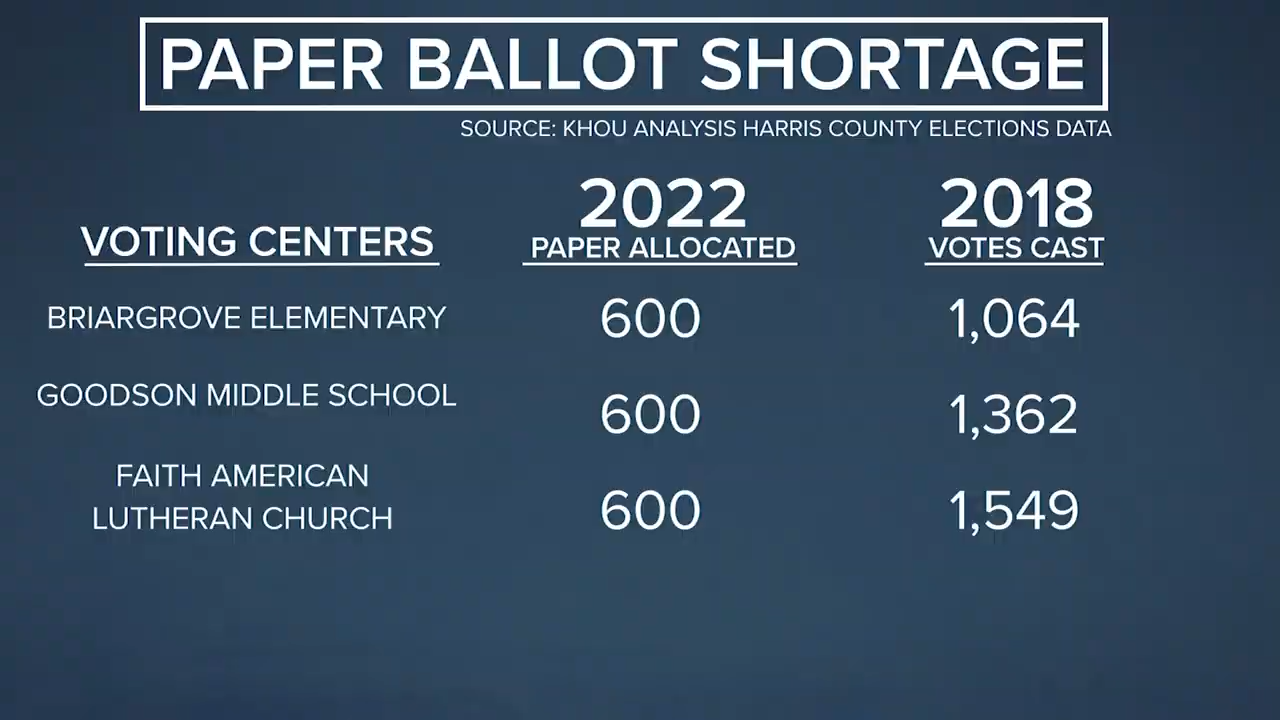 PAPER BALLOT SHORTAGE
SOURCE: KHOU ANALYSIS HARRIS COUNTY ELECTIONS DATA
VOTING CENTERS
2022
PAPER ALLOCATED
2018
VOTES CAST
BRIARGROVE ELEMENTARY 600 1,064
GOODSON MIDDLE SCHOOL 600 1,362
FAITH AMERICAN
LUTHERAN CHURCH 600 1,549